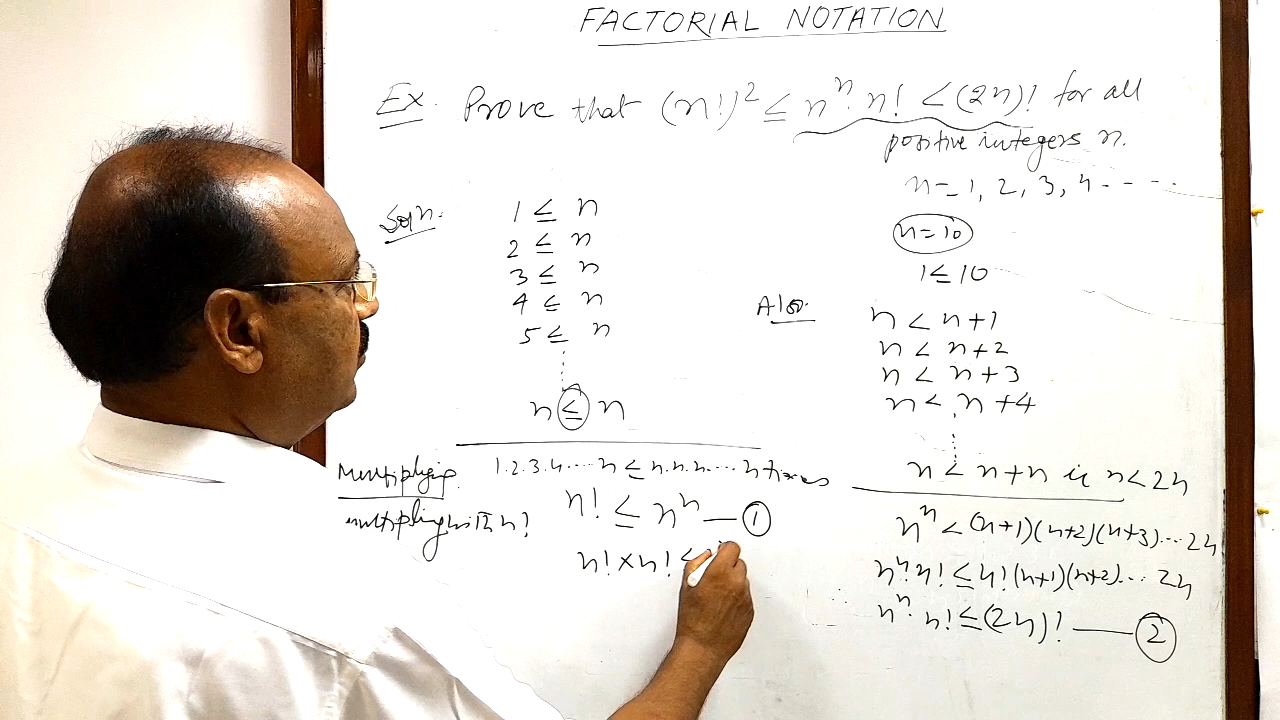 FACTORIAL NOTATION
Ex. Prove that (n!)² ≤ nⁿ. n! < (2n)! for all
positive integers n.
n = 1, 2, 3, 4 - - - - -
n = 10
1 ≤ 10
Solⁿ.
1 ≤ n
2 ≤ n
3 ≤ n
4 ≤ n
5 ≤ n
n ≤ n
Multiplying
1.2.3.4.....n ≤ n.n.n..... n times
n! ≤ nⁿ — ①
multiplying with n!
n! × n! ≤
Also.
n < n+1
n < n+2
n < n+3
n < n+4
n < n+n ie n < 2n
nⁿ < (n+1)(n+2)(n+3)... 2n
nⁿ. n! ≤ n! (n+1)(n+2)... 2n
nⁿ. n! ≤ (2n)! — ②